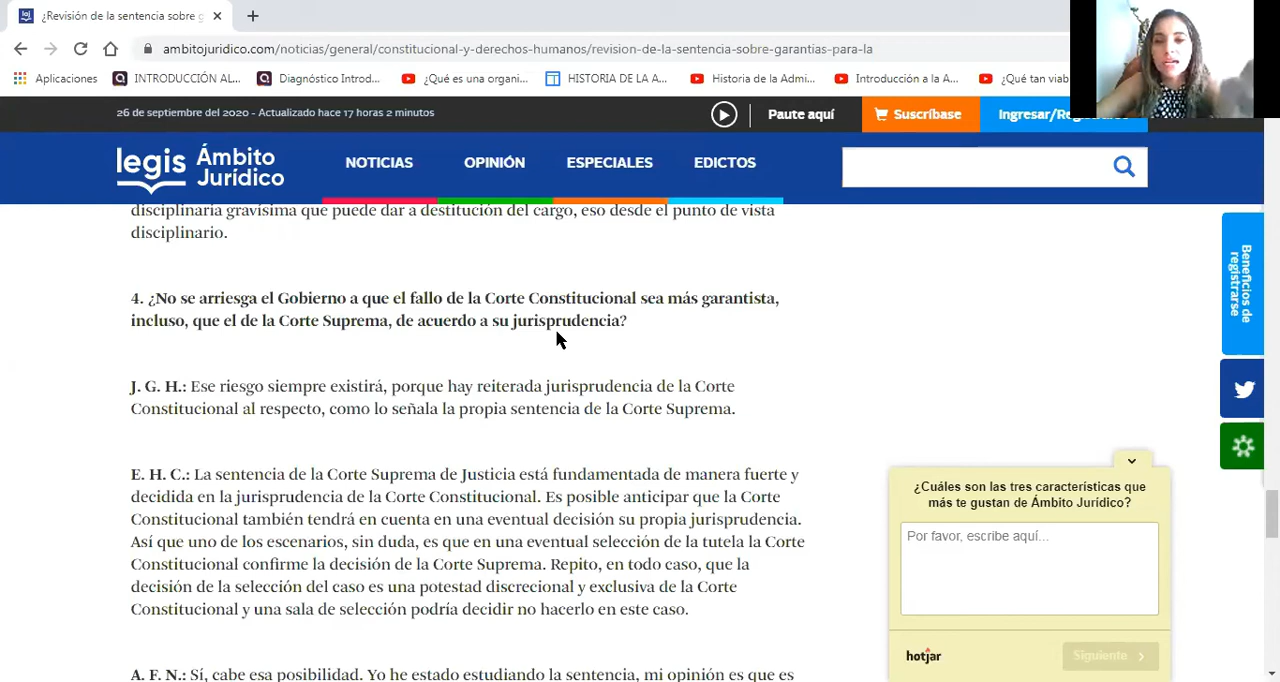 ¿Revisión de la sentencia sobre g
ambitojuridico.com/noticias/general/constitucional-y-derechos-humanos/revision-de-la-sentencia-sobre-garantias-para-la
Aplicaciones
INTRODUCCIÓN AL...
Diagnóstico Introd...
¿Qué es una organi...
HISTORIA DE LA A...
Historia de la Admi...
Introducción a la A...
¿Qué tan viab
26 de septiembre del 2020 - Actualizado hace 17 horas 2 minutos
Paute aquí
Suscríbase
Ingresar/Re
legis Ámbito Jurídico
NOTICIAS
OPINIÓN
ESPECIALES
EDICTOS
disciplinaria gravísima que puede dar a destitución del cargo, eso desde el punto de vista
disciplinario.
4. ¿No se arriesga el Gobierno a que el fallo de la Corte Constitucional sea más garantista,
incluso, que el de la Corte Suprema, de acuerdo a su jurisprudencia?
J. G. H.: Ese riesgo siempre existirá, porque hay reiterada jurisprudencia de la Corte
Constitucional al respecto, como lo señala la propia sentencia de la Corte Suprema.
E. H. C.: La sentencia de la Corte Suprema de Justicia está fundamentada de manera fuerte y
decidida en la jurisprudencia de la Corte Constitucional. Es posible anticipar que la Corte
Constitucional también tendrá en cuenta en una eventual decisión su propia jurisprudencia.
Así que uno de los escenarios, sin duda, es que en una eventual selección de la tutela la Corte
Constitucional confirme la decisión de la Corte Suprema. Repito, en todo caso, que la
decisión de la selección del caso es una potestad discrecional y exclusiva de la Corte
Constitucional y una sala de selección podría decidir no hacerlo en este caso.
A. F. N.: Sí, cabe esa posibilidad. Yo he estado estudiando la sentencia, mi opinión es que es
Beneficios de
registrarse
¿Cuáles son las tres características que
más te gustan de Ámbito Jurídico?
Por favor, escribe aquí...
hotjar
Siguiente